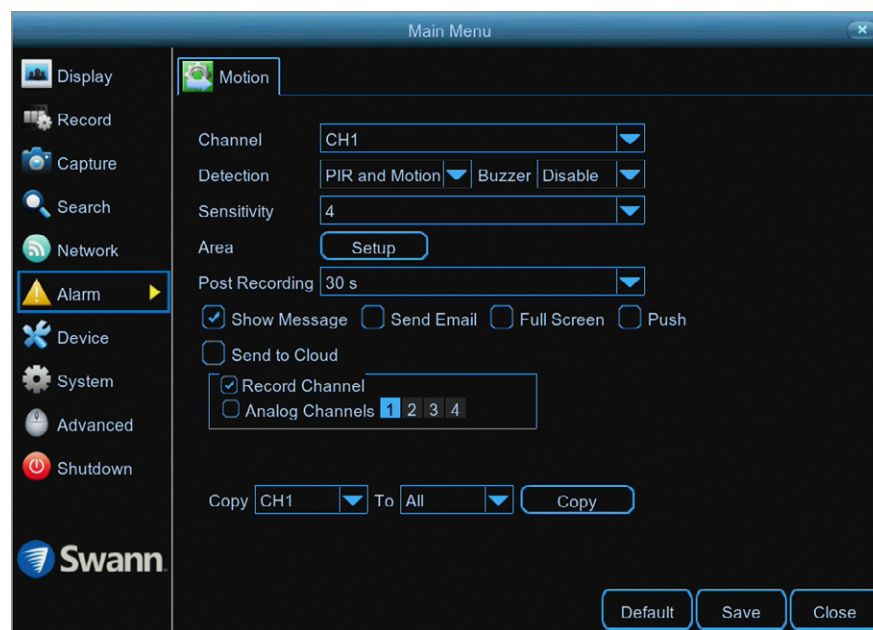 Main Menu
Display
Record
Capture
Search
Network
Alarm
Device
System
Advanced
Shutdown
Swann
Motion
Channel CH1
Detection PIR and Motion Buzzer Disable
Sensitivity 4
Area Setup
Post Recording 30 s
Show Message Send Email Full Screen Push
Send to Cloud
Record Channel
Analog Channels 1 2 3 4
Copy CH1 To All Copy
Default Save Close